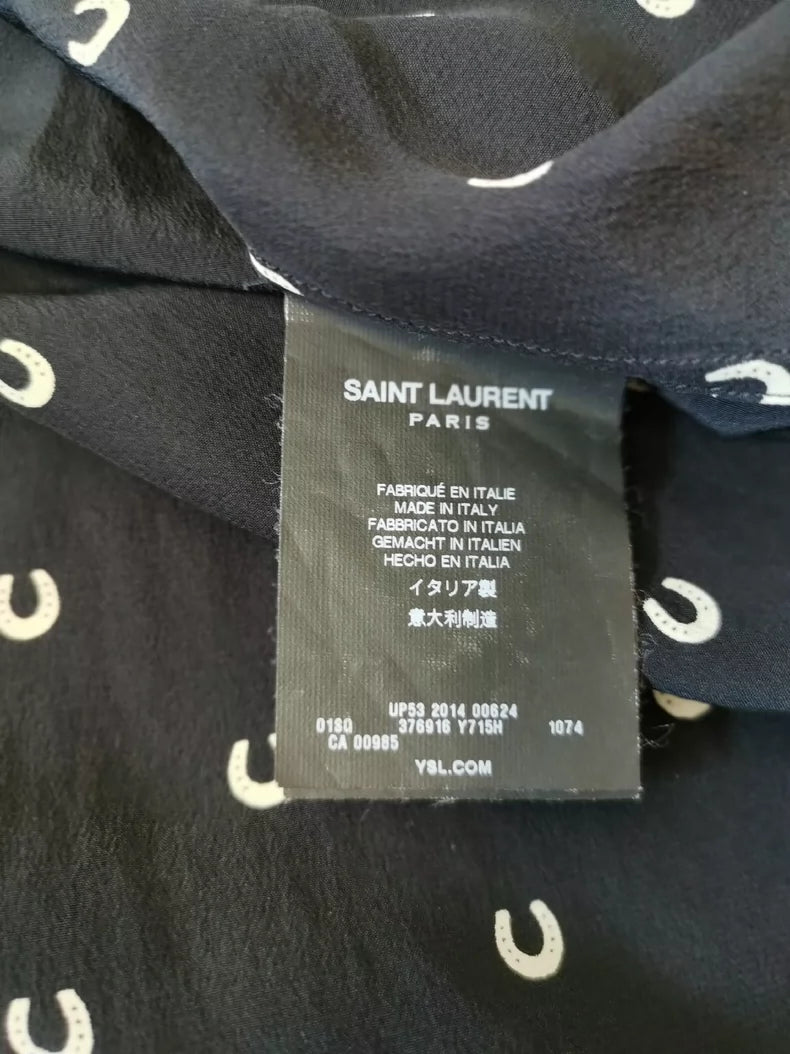 SAINT LAURENT
PARIS
FABRIQUÉ EN ITALIE
MADE IN ITALY
FABBRICATO IN ITALIA
GEMACHT IN ITALIEN
HECHO EN ITALIA
イタリア製
意大利制造
UP53 2014 00624
01SQ 376916 Y715H 1074
CA 00985
YSL.COM